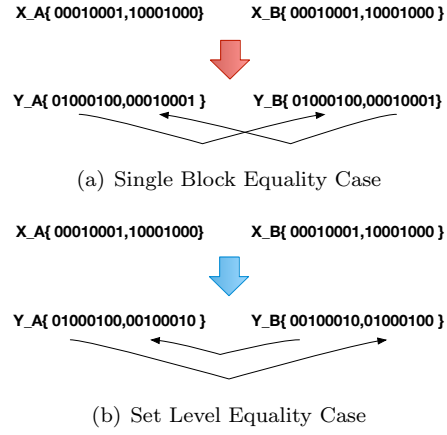 X_A{ 00010001,10001000} X_B{ 00010001,10001000 }
Y_A{ 01000100,00010001 } Y_B{ 01000100,00010001}
(a) Single Block Equality Case
X_A{ 00010001,10001000} X_B{ 00010001,10001000 }
Y_A{ 01000100,00100010 } Y_B{ 00100010,01000100 }
(b) Set Level Equality Case